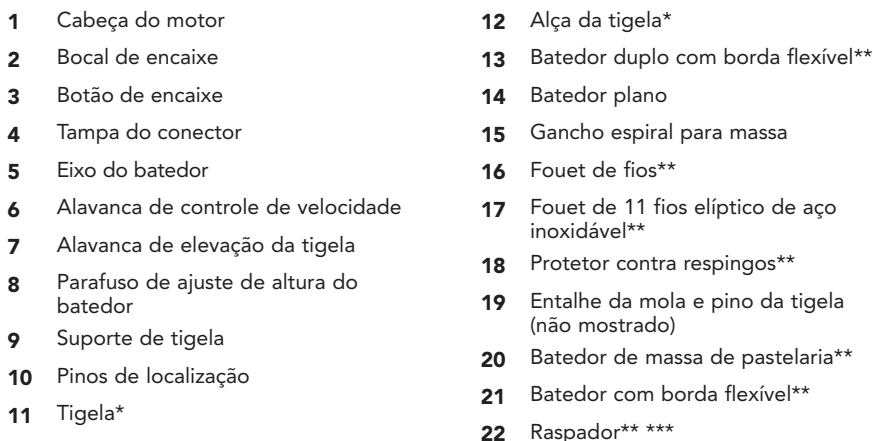 1 Cabeça do motor
2 Bocal de encaixe
3 Botão de encaixe
4 Tampa do conector
5 Eixo do batedor
6 Alavanca de controle de velocidade
7 Alavanca de elevação da tigela
8 Parafuso de ajuste de altura do
batedor
9 Suporte de tigela
10 Pinos de localização
11 Tigela*
12 Alça da tigela*
13 Batedor duplo com borda flexível**
14 Batedor plano
15 Gancho espiral para massa
16 Fouet de fios**
17 Fouet de 11 fios elíptico de aço
inoxidável**
18 Protetor contra respingos**
19 Entalhe da mola e pino da tigela
(não mostrado)
20 Batedor de massa de pastelaria**
21 Batedor com borda flexível**
22 Raspador** ***